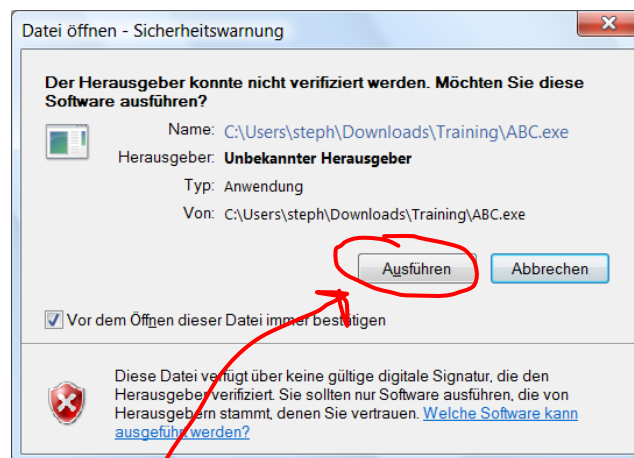 Datei öffnen - Sicherheitswarnung
Der Herausgeber konnte nicht verifiziert werden. Möchten Sie diese
Software ausführen?
Name: C:\Users\steph\Downloads\Training\ABC.exe
Herausgeber: Unbekannter Herausgeber
Typ: Anwendung
Von: C:\Users\steph\Downloads\Training\ABC.exe
Ausführen Abbrechen
Vor dem Öffnen dieser Datei immer bestätigen
Diese Datei verfügt über keine gültige digitale Signatur, die den
Herausgeber verifiziert. Sie sollten nur Software ausführen, die von
Herausgebern stammt, denen Sie vertrauen. Welche Software kann
ausgeführt werden?